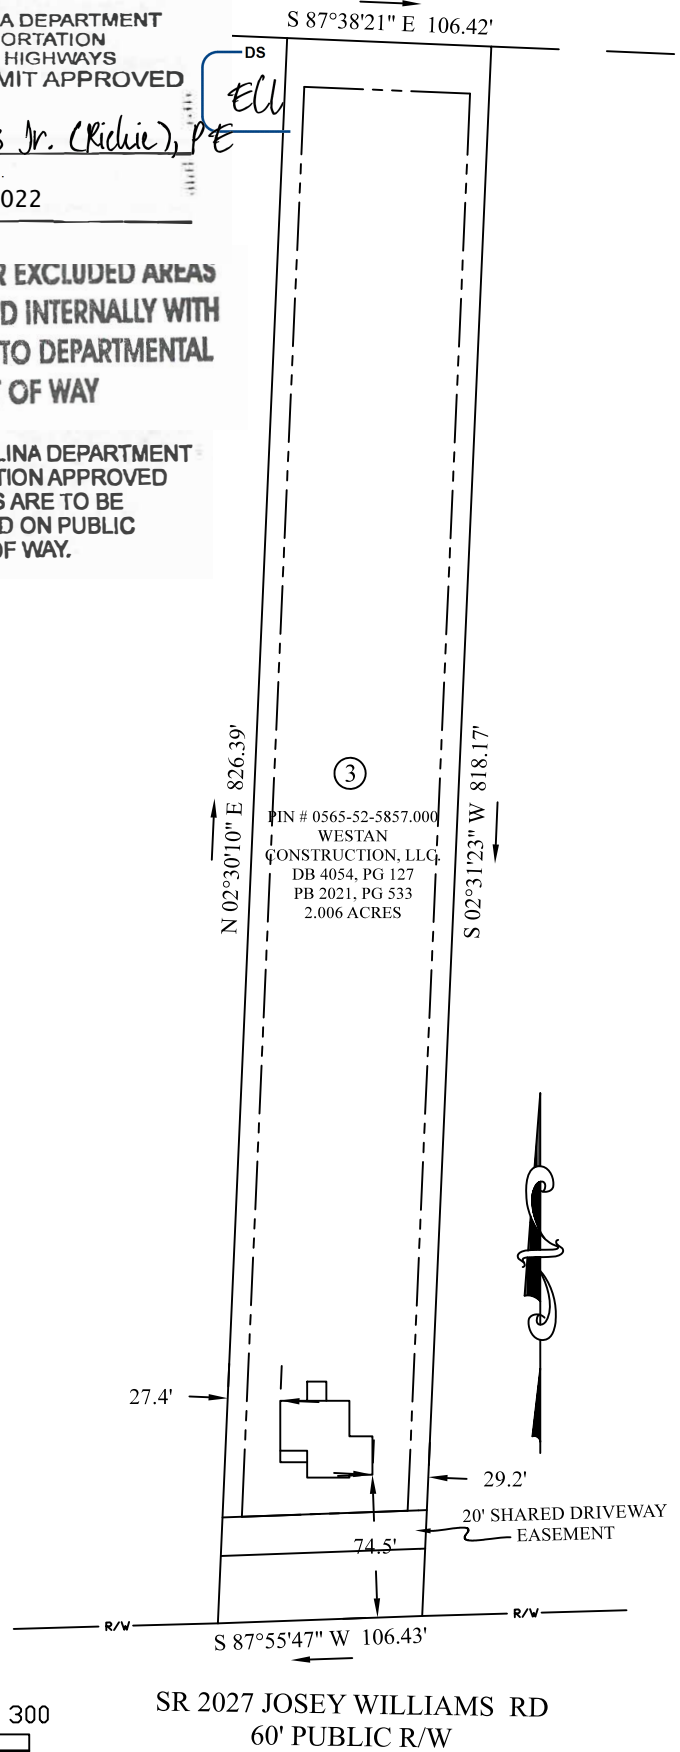 S 87°38'21" E 106.42'
A DEPARTMENT
ORTATION
HIGHWAYS
MIT APPROVED
DS
s Jr. (Richie), PE
022
R EXCLUDED AREAS
D INTERNALLY WITH
TO DEPARTMENTAL
OF WAY
LINA DEPARTMENT
TION APPROVED
S ARE TO BE
D ON PUBLIC
OF WAY.
N 02°30'10" E 826.39'
3
PIN # 0565-52-5857.000
WESTAN
CONSTRUCTION, LLC.
DB 4054, PG 127
PB 2021, PG 533
2.006 ACRES
S 02°31'23" W 818.17'
27.4'
29.2'
20' SHARED DRIVEWAY
EASEMENT
74.5'
R/W
R/W
S 87°55'47" W 106.43'
300
SR 2027 JOSEY WILLIAMS RD
60' PUBLIC R/W